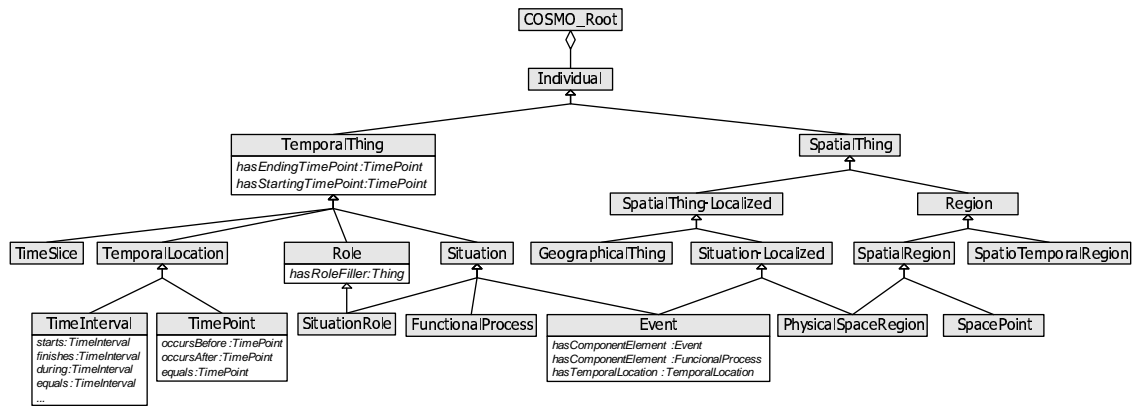 COSMO_Root
Individual
TemporalThing
hasEndingTimePoint:TimePoint
hasStartingTimePoint:TimePoint
SpatialThing
SpatialThing-Localized
Region
TimeSlice
TemporalLocation
Role
hasRoleFiller:Thing
Situation
GeographicalThing
Situation-Localized
SpatialRegion
SpatioTemporalRegion
TimeInterval
starts:TimeInterval
finishes:TimeInterval
during:TimeInterval
equals:TimeInterval
...
TimePoint
occursBefore:TimePoint
occursAfter:TimePoint
equals:TimePoint
SituationRole
FunctionalProcess
Event
hasComponentElement :Event
hasComponentElement :FuncionalProcess
hasTemporalLocation :TemporalLocation
PhysicalSpaceRegion
SpacePoint